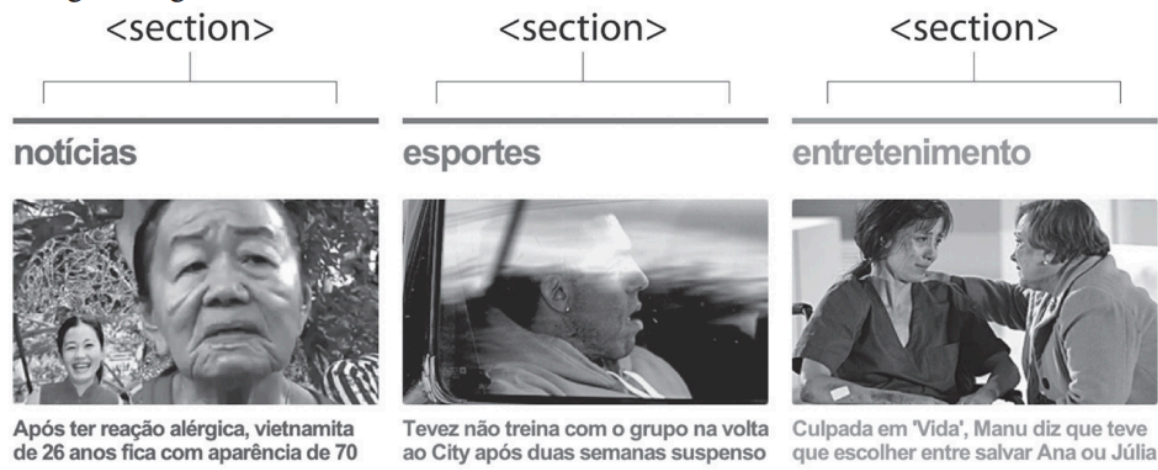 <section>
<section>
<section>
notícias
esportes
entretenimento
Após ter reação alérgica, vietnamita
de 26 anos fica com aparência de 70
Tevez não treina com o grupo na volta
ao City após duas semanas suspenso
Culpada em 'Vida', Manu diz que teve
que escolher entre salvar Ana ou Júlia